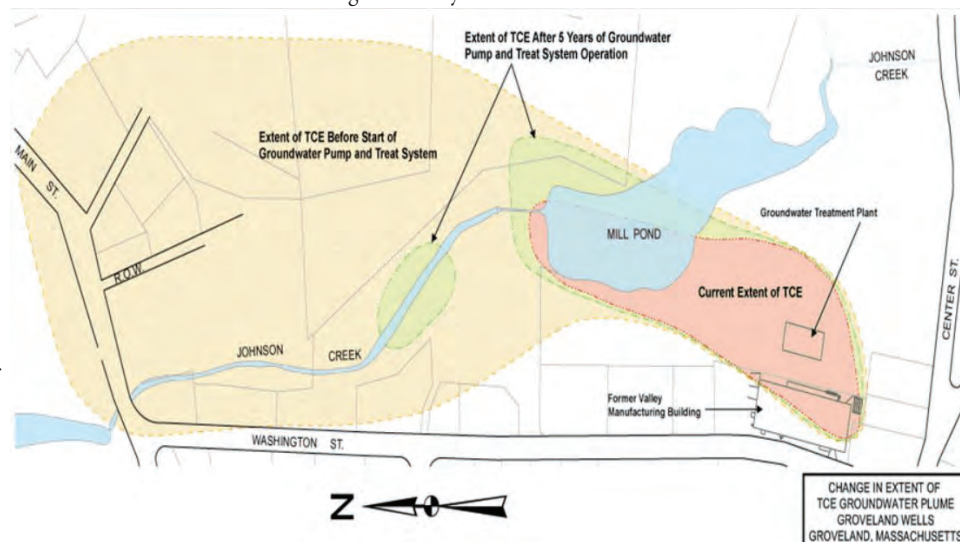 Extent of TCE After 5 Years of Groundwater
Pump and Treat System Operation
JOHNSON
CREEK
Extent of TCE Before Start of
Groundwater Pump and Treat System
MAIN ST.
Groundwater Treatment Plant
MILL POND
R.O.W.
Current Extent of TCE
CENTER ST.
JOHNSON CREEK
Former Valley
Manufacturing Building
WASHINGTON ST.
N
CHANGE IN EXTENT OF
TCE GROUNDWATER PLUME
GROVELAND WELLS
GROVELAND, MASSACHUSETTS